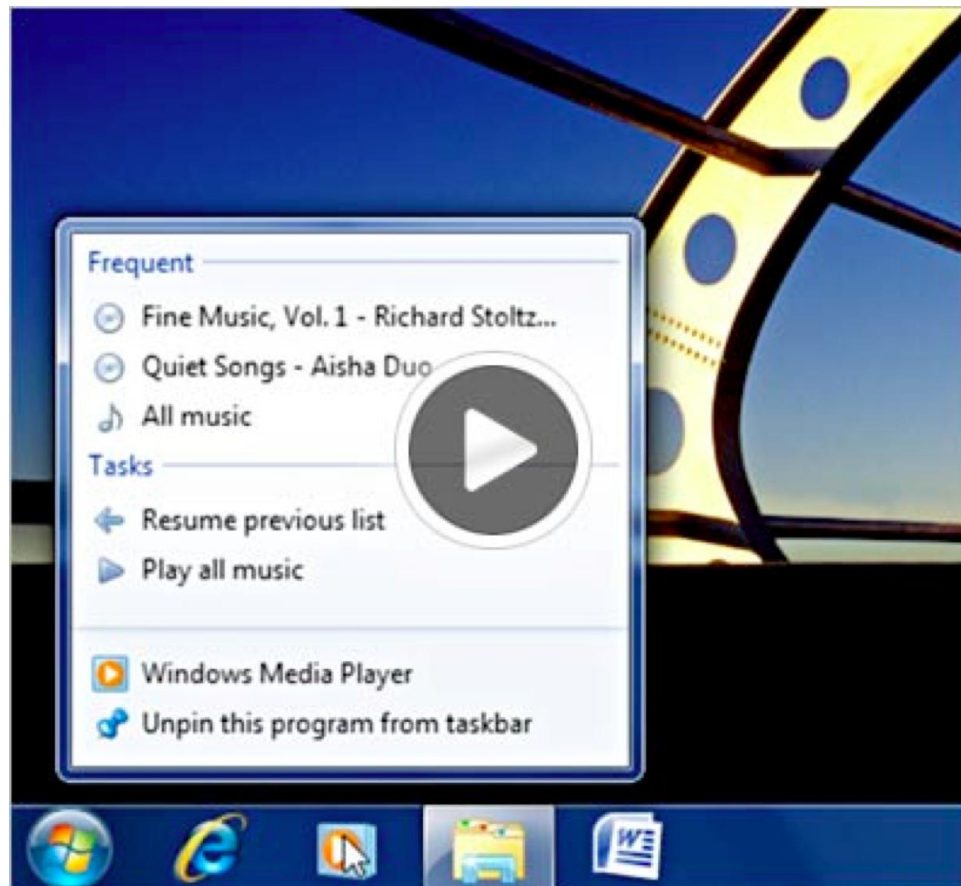 Frequent
Fine Music, Vol. 1 - Richard Stoltz...
Quiet Songs - Aisha Duo
All music
Tasks
Resume previous list
Play all music
Windows Media Player
Unpin this program from taskbar
W